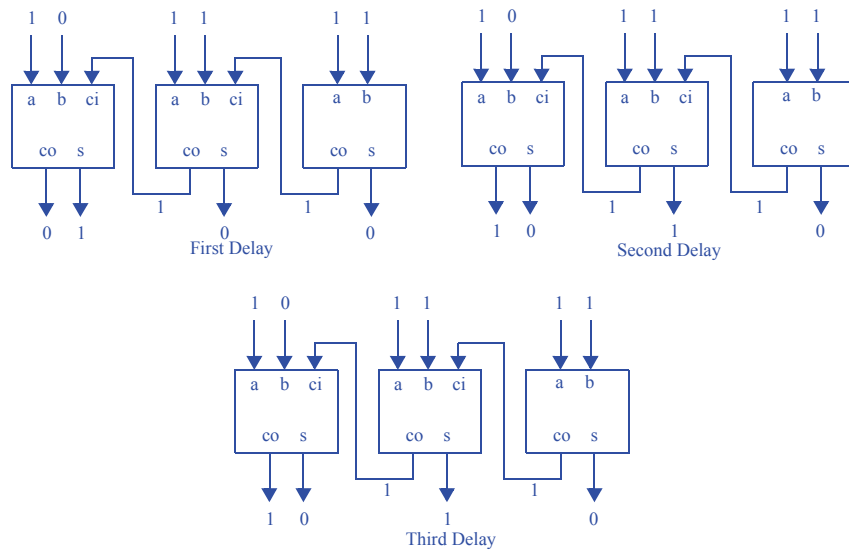 1 0 1 1 1 1
a b ci a b ci a b
co s co s co s
1 1
0 1 0 0
First Delay
1 0 1 1 1 1
a b ci a b ci a b
co s co s co s
1 1
1 0 1 0
Second Delay
1 0 1 1 1 1
a b ci a b ci a b
co s co s co s
1 1
1 0 1 0
Third Delay